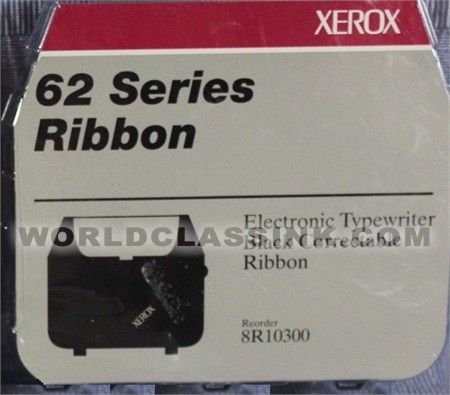 XEROX
62 Series
Ribbon
Electronic Typewriter
Black Correctable
Ribbon
WORLDCLASSINK.COM
XEROX
Reorder
8R10300